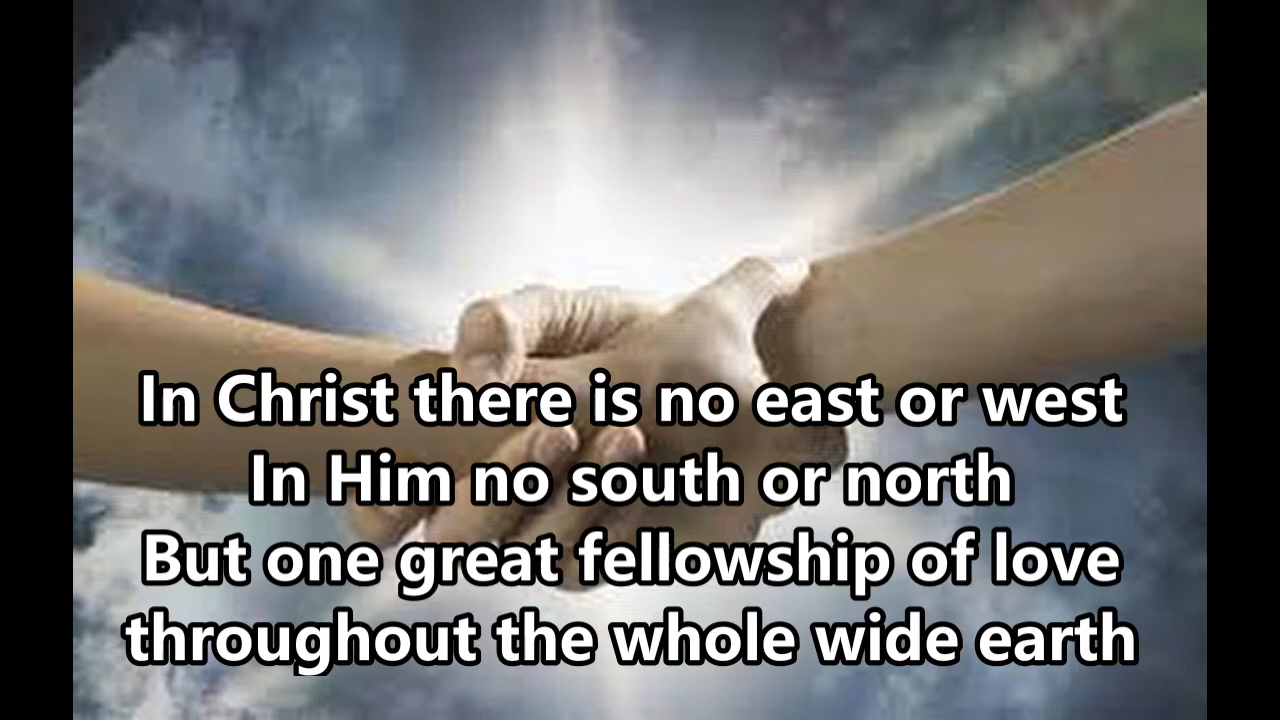 In Christ there is no east or west
In Him no south or north
But one great fellowship of love
throughout the whole wide earth